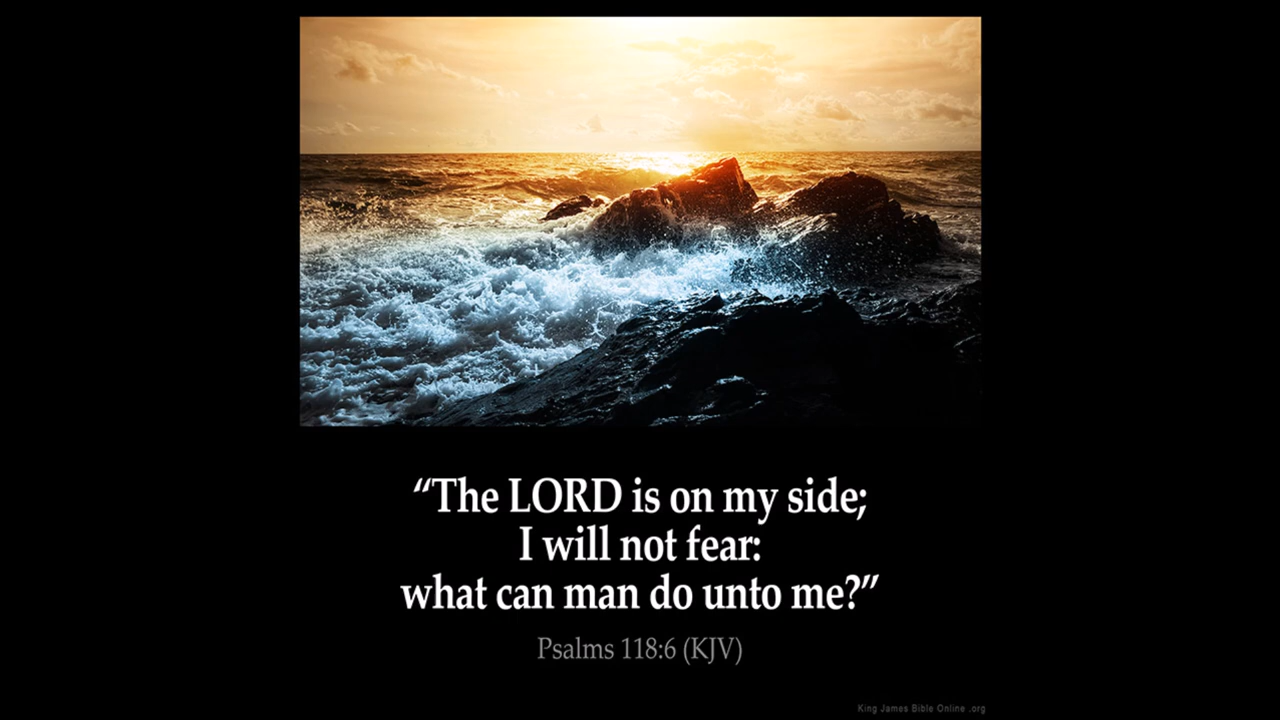 “The LORD is on my side;
I will not fear:
what can man do unto me?”
Psalms 118:6 (KJV)
King James Bible Online .org